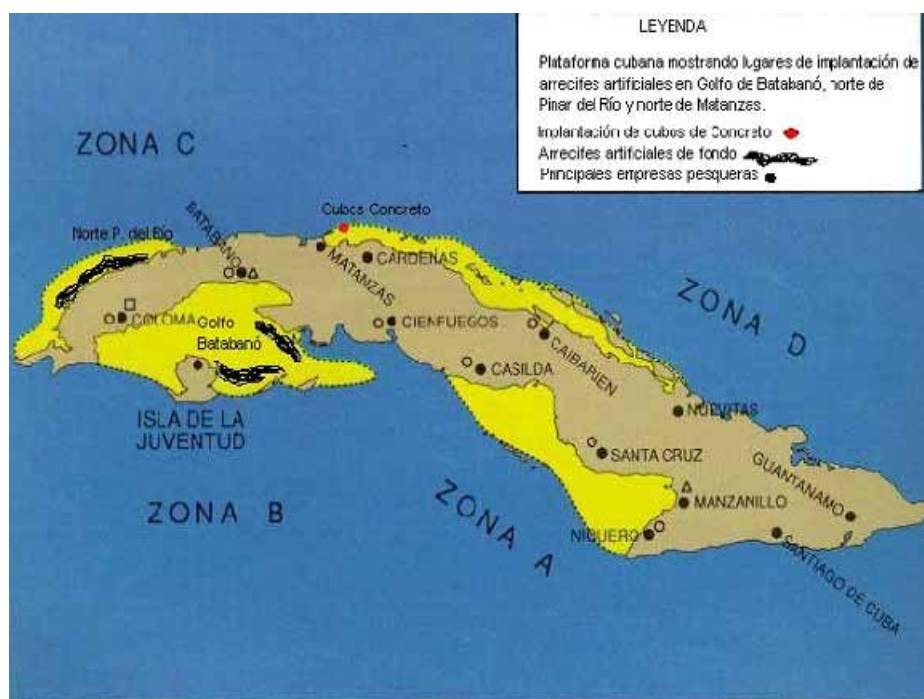 LEYENDA
Plataforma cubana mostrando lugares de implantación de
arrecifes artificiales en Golfo de Batabanó, norte de
Pinar del Río y norte de Matanzas.
Implantación de cubos de Concreto
Arrecifes artificiales de fondo
Principales empresas pesqueras
ZONA C
Norte P. del Río
BATABANO
Cubos Concreto
MATANZAS
CARDENAS
ZONA D
COLOMA
Golfo
Batabanó
CIENFUEGOS
CAIBARIEN
CASILDA
ISLA DE LA
JUVENTUD
NUEVITAS
SANTA CRUZ
GUANTANAMO
ZONA B
ZONA A
MANZANILLO
NIQUERO
SANTIAGO DE CUBA